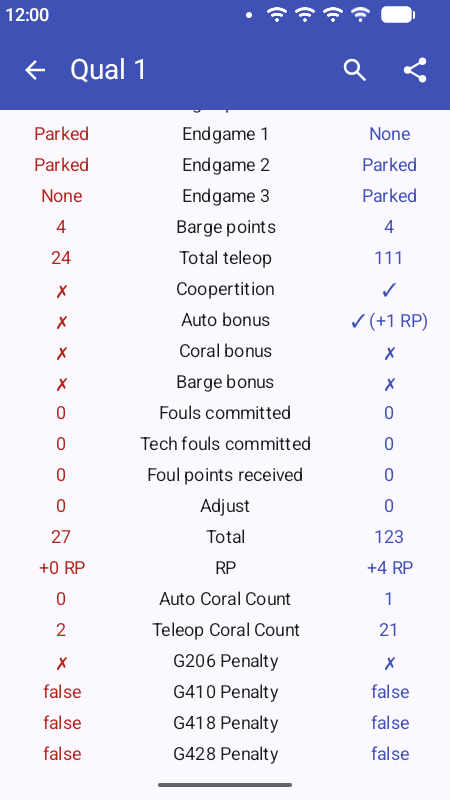 12:00
Qual 1
Parked Endgame 1 None
Parked Endgame 2 Parked
None Endgame 3 Parked
4 Barge points 4
24 Total teleop 111
✗ Coopertition ✓
✗ Auto bonus ✓(+1 RP)
✗ Coral bonus ✗
✗ Barge bonus ✗
0 Fouls committed 0
0 Tech fouls committed 0
0 Foul points received 0
0 Adjust 0
27 Total 123
+0 RP RP +4 RP
0 Auto Coral Count 1
2 Teleop Coral Count 21
✗ G206 Penalty ✗
false G410 Penalty false
false G418 Penalty false
false G428 Penalty false